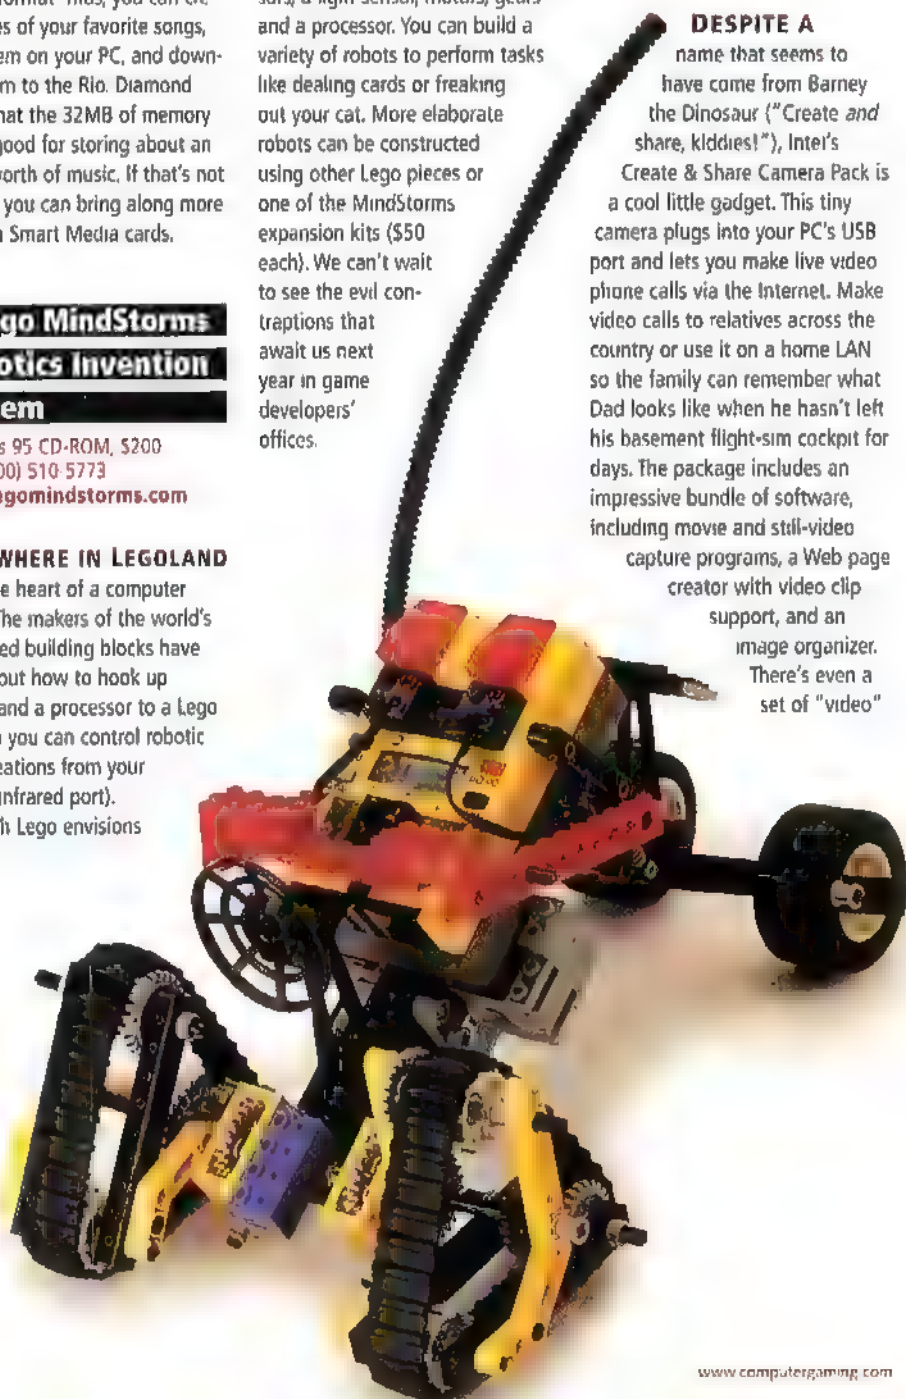 es of your favorite songs,
em on your PC, and down-
m to the Rio. Diamond
hat the 32MB of memory
good for storing about an
orth of music. If that's not
you can bring along more
Smart Media cards.
go MindStorms
otics Invention
em
s 95 CD-ROM, $200
00) 510-5773
gomindstorms.com
WHERE IN LEGOLAND
e heart of a computer
The makers of the world's
ed building blocks have
out how to hook up
and a processor to a Lego
you can control robotic
eations from your
infrared port).
h Lego envisions
and a processor. You can build a
variety of robots to perform tasks
like dealing cards or freaking
out your cat. More elaborate
robots can be constructed
using other Lego pieces or
one of the MindStorms
expansion kits ($50
each). We can't wait
to see the evil con-
traptions that
await us next
year in game
developers'
offices.
DESPITE A
name that seems to
have come from Barney
the Dinosaur ("Create and
share, kiddies!"), Intel's
Create & Share Camera Pack is
a cool little gadget. This tiny
camera plugs into your PC's USB
port and lets you make live video
phone calls via the Internet. Make
video calls to relatives across the
country or use it on a home LAN
so the family can remember what
Dad looks like when he hasn't left
his basement flight-sim cockpit for
days. The package includes an
impressive bundle of software,
including movie and still-video
capture programs, a Web page
creator with video clip
support, and an
image organizer.
There's even a
set of "video"
www.computergaming.com